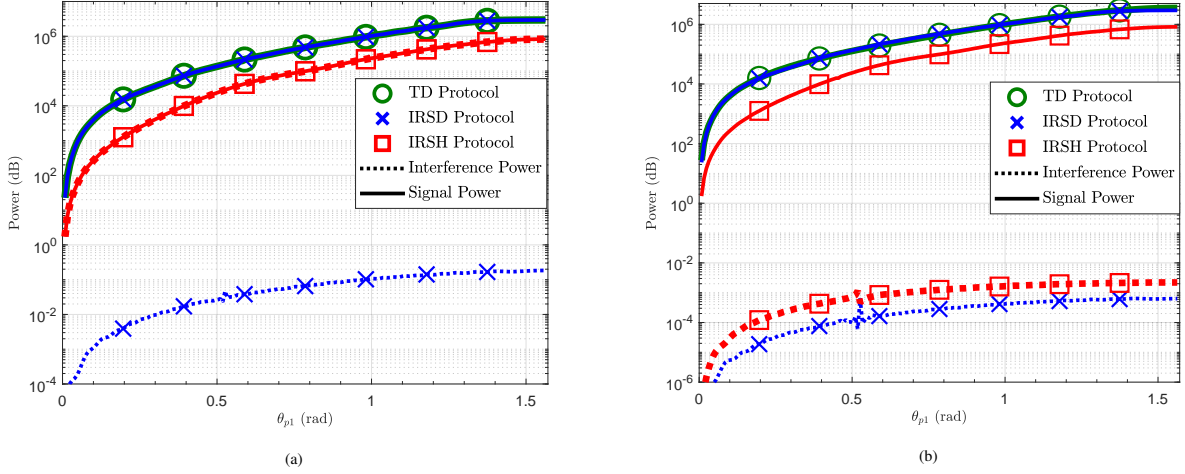 10^6
10^4
10^2
10^0
10^-2
10^-4
Power (dB)
0
0.5
1
1.5
θ_p1 (rad)
TD Protocol
IRSD Protocol
IRSH Protocol
Interference Power
Signal Power
(a)
10^6
10^4
10^2
10^0
10^-2
10^-4
10^-6
Power (dB)
0
0.5
1
1.5
θ_p1 (rad)
TD Protocol
IRSD Protocol
IRSH Protocol
Interference Power
Signal Power
(b)